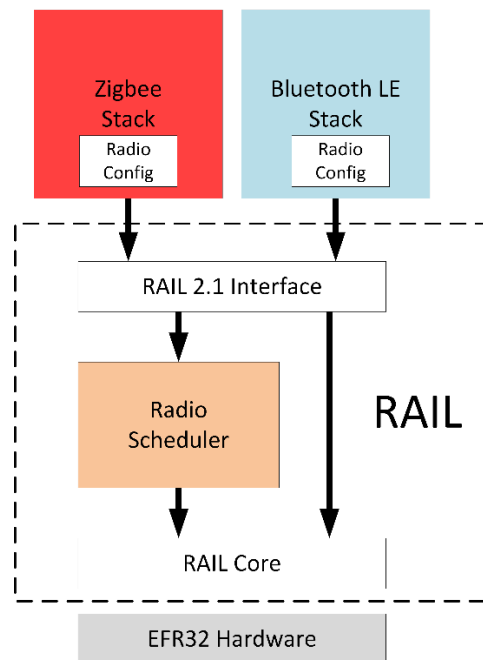 Zigbee
Stack
Radio
Config
Bluetooth LE
Stack
Radio
Config
RAIL 2.1 Interface
Radio
Scheduler
RAIL
RAIL Core
EFR32 Hardware